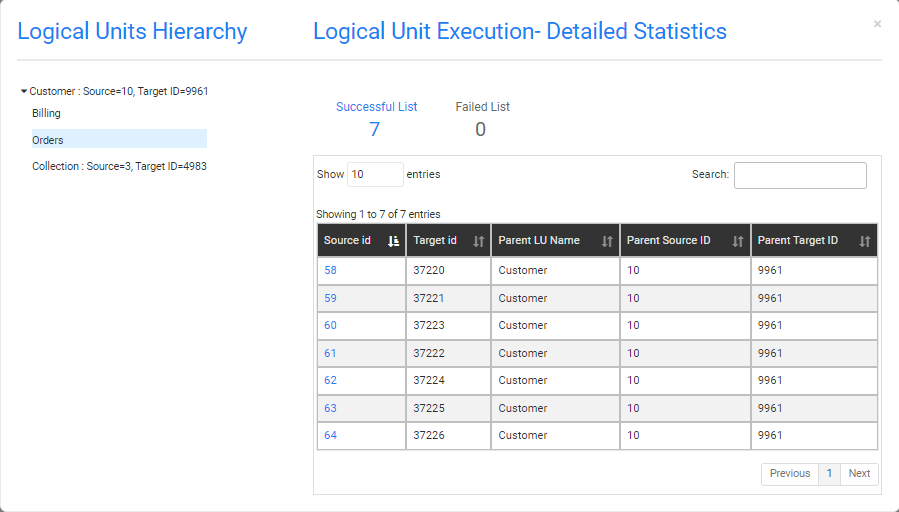 Logical Units Hierarchy
Logical Unit Execution- Detailed Statistics
×
Customer : Source=10, Target ID=9961
Billing
Orders
Collection : Source=3, Target ID=4983
Successful List Failed List
7 0
Show 10 entries Search:
Showing 1 to 7 of 7 entries
Source id Target id Parent LU Name Parent Source ID Parent Target ID
58 37220 Customer 10 9961
59 37221 Customer 10 9961
60 37223 Customer 10 9961
61 37222 Customer 10 9961
62 37224 Customer 10 9961
63 37225 Customer 10 9961
64 37226 Customer 10 9961
Previous 1 Next